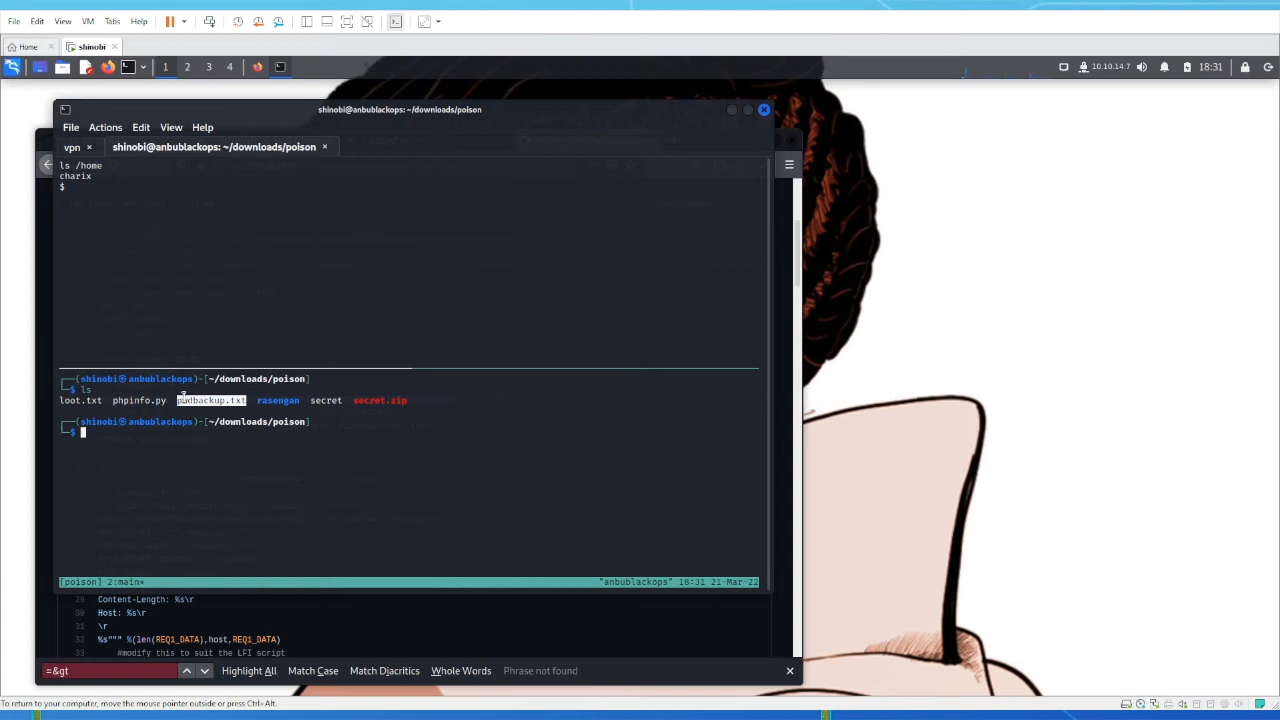 File Edit View VM Tabs Help
Home
shinobi
1 2 3 4
10.10.14.7 18:31
shinobi@anbublackops: ~/downloads/poison
File Actions Edit View Help
vpn
shinobi@anbublackops: ~/downloads/poison
ls /home
charix
$
(shinobi㉿anbublackops)-[~/downloads/poison]
$ ls
loot.txt phpinfo.py pwdbackup.txt rasengan secret secret.zip
(shinobi㉿anbublackops)-[~/downloads/poison]
$
[poison] 2:main* "anbublackops" 18:31 21-Mar-22
29 Content-Length: %s\r
30 Host: %s\r
31 \r
32 %s""" %(len(REQ1_DATA),host,REQ1_DATA)
33 #modify this to suit the LFI script
=&gt Highlight All Match Case Match Diacritics Whole Words Phrase not found
To return to your computer, move the mouse pointer outside or press Ctrl+Alt.